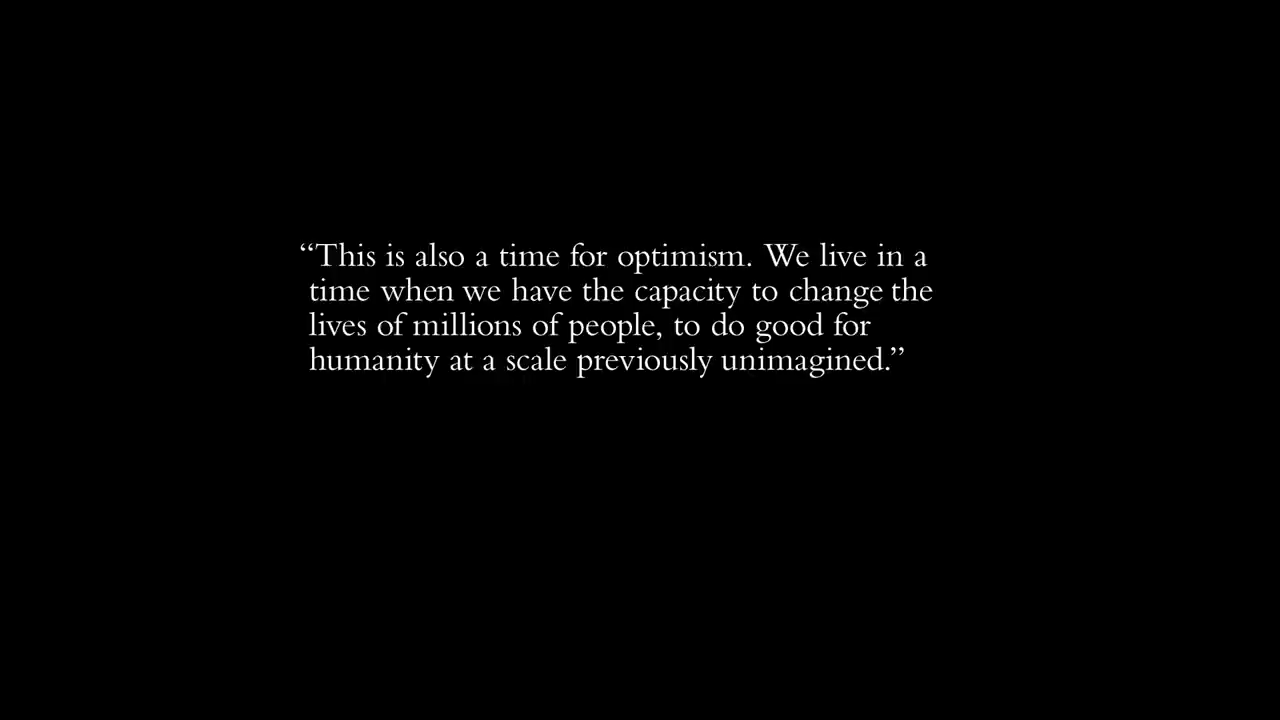 “This is also a time for optimism. We live in a
time when we have the capacity to change the
lives of millions of people, to do good for
humanity at a scale previously unimagined.”